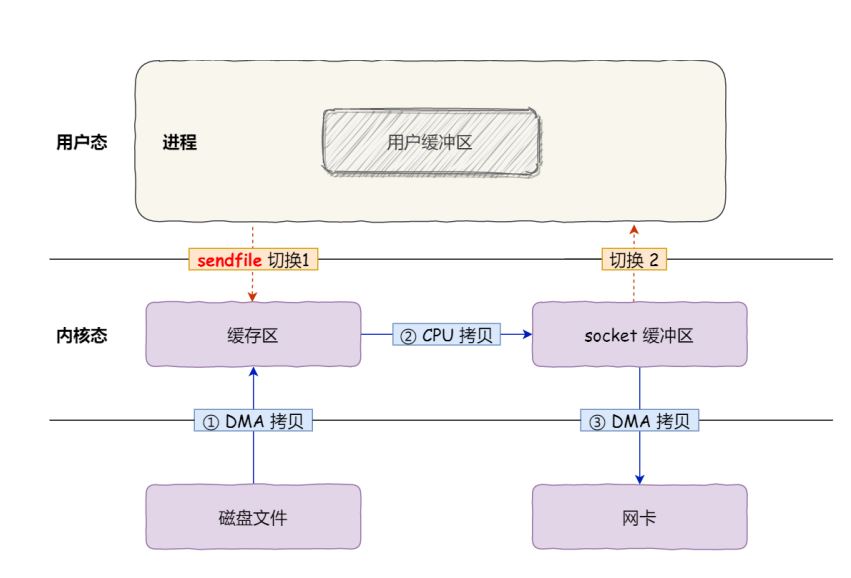 用户态
进程
用户缓冲区
sendfile 切换1
切换 2
内核态
缓存区
② CPU 拷贝
socket 缓冲区
① DMA 拷贝
③ DMA 拷贝
磁盘文件
网卡